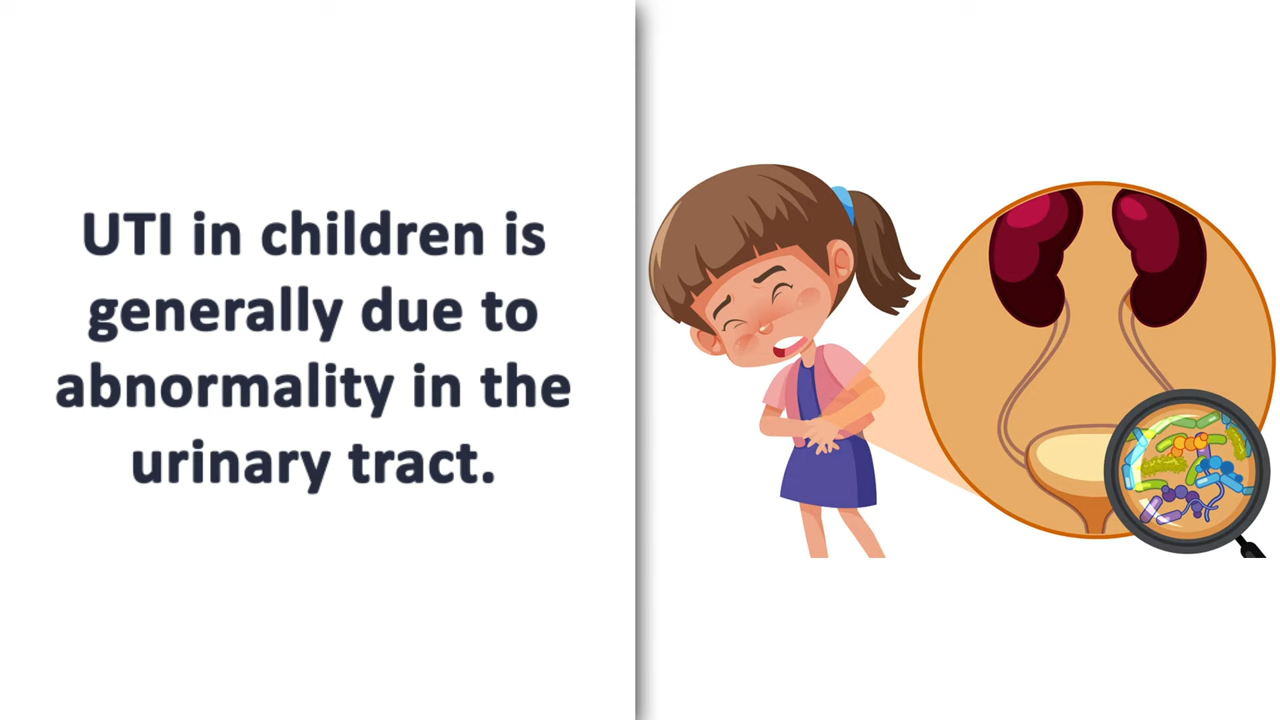 UTI in children is
generally due to
abnormality in the
urinary tract.